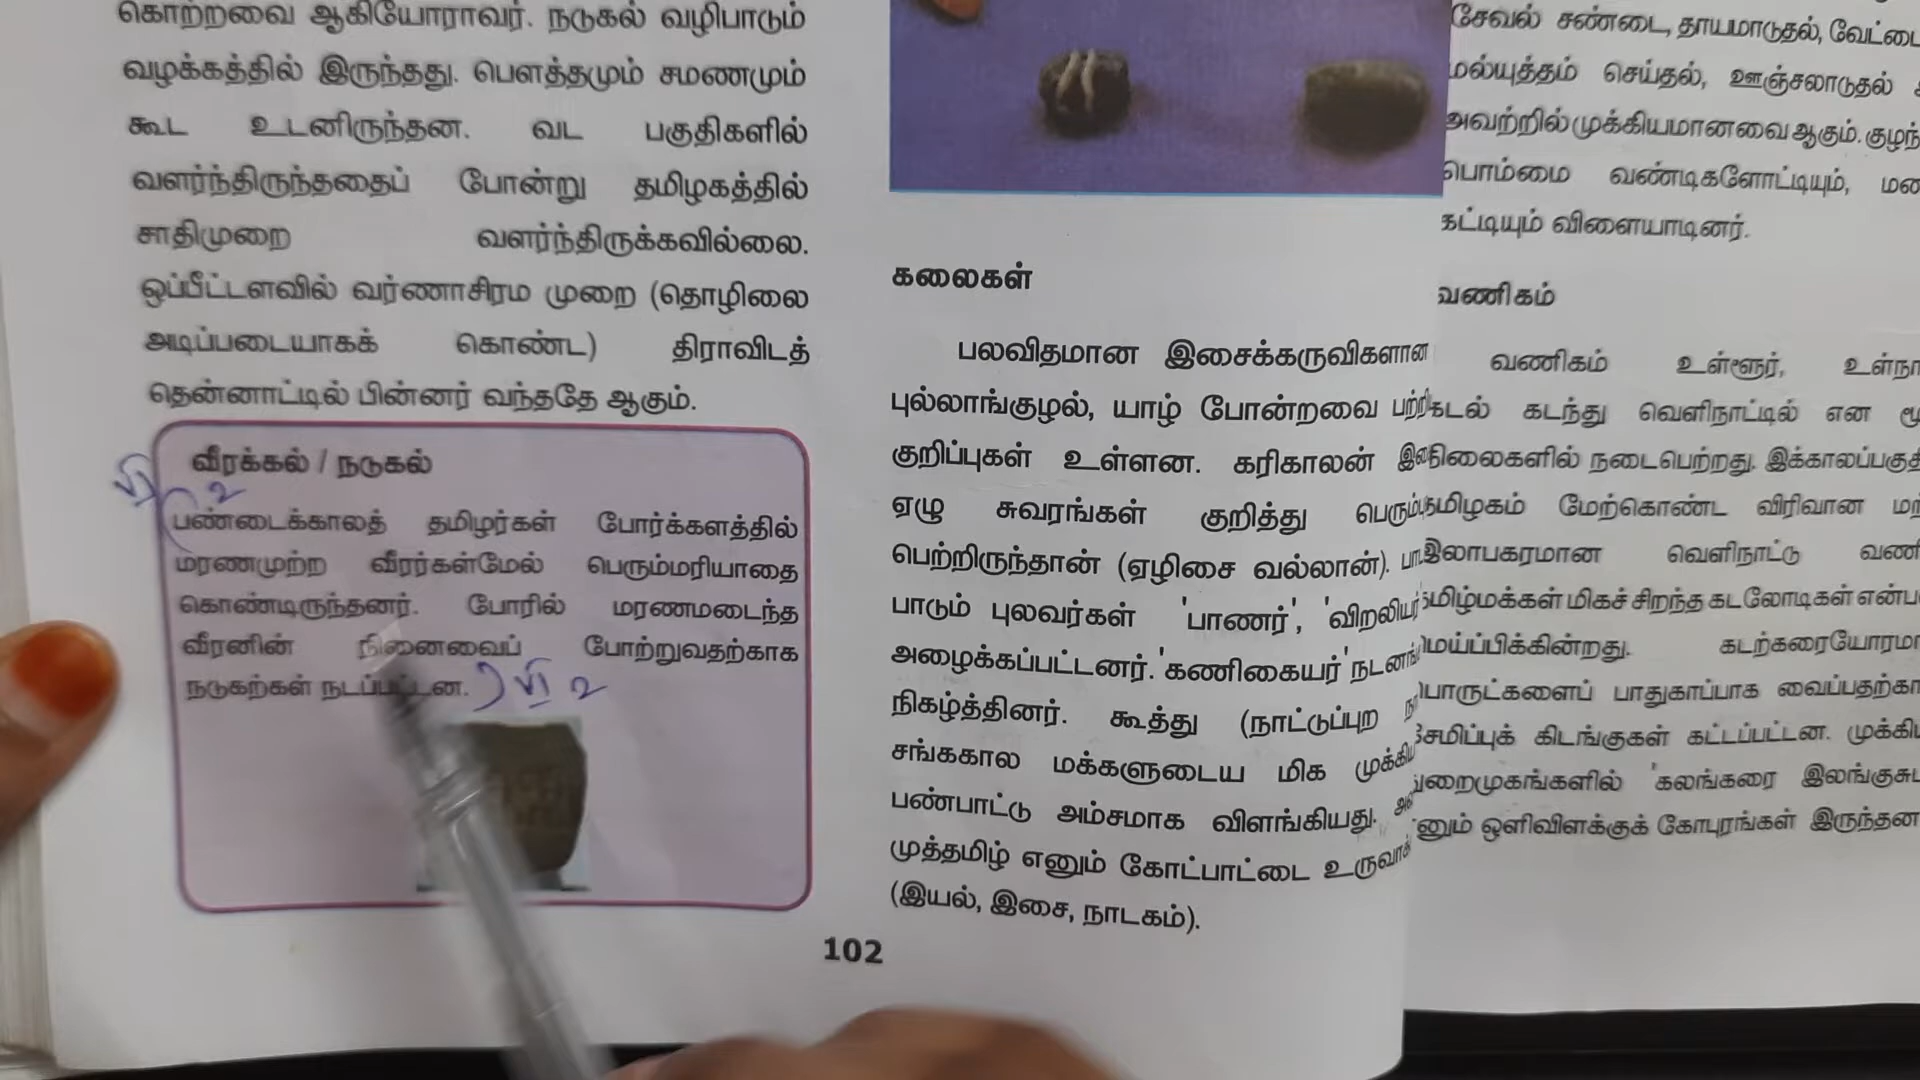 கொற்றவை ஆகியோராவர். நடுகல் வழிபாடும்
வழக்கத்தில் இருந்தது. பௌத்தமும் சமணமும்
கூட உடனிருந்தன. வட பகுதிகளில்
வளர்ந்திருந்ததைப் போன்று தமிழகத்தில்
சாதிமுறை வளர்ந்திருக்கவில்லை.
ஒப்பீட்டளவில் வர்ணாசிரம முறை (தொழிலை
அடிப்படையாகக் கொண்ட) திராவிடத்
தென்னாட்டில் பின்னர் வந்ததே ஆகும்.
வீரக்கல் / நடுகல்
பண்டைக்காலத் தமிழர்கள் போர்க்களத்தில்
மரணமுற்ற வீரர்கள்மேல் பெரும்மரியாதை
கொண்டிருந்தனர். போரில் மரணமடைந்த
வீரனின் நினைவைப் போற்றுவதற்காக
நடுகற்கள் நடப்பட்டன.
கலைகள்
பலவிதமான இசைக்கருவிகளான
புல்லாங்குழல், யாழ் போன்றவை பற்றி
குறிப்புகள் உள்ளன. கரிகாலன்
ஏழு சுவரங்கள் குறித்து
பெற்றிருந்தான் (ஏழிசை வல்லான்).
பாடும் புலவர்கள் 'பாணர்', 'விறலியர்
அழைக்கப்பட்டனர். 'கணிகையர்'
நிகழ்த்தினர். கூத்து (நாட்டுப்புற
சங்ககால மக்களுடைய மிக
பண்பாட்டு அம்சமாக விளங்கியது.
முத்தமிழ் எனும் கோட்பாட்டை
(இயல், இசை, நாடகம்).
102
சேவல் சண்டை, தாயமாடுதல்,
மல்யுத்தம் செய்தல், ஊஞ்சலாடுதல்
அவற்றில் முக்கியமானவை ஆகும்.
பொம்மை வண்டிகளோட்டியும்,
கட்டியும் விளையாடினர்.
வணிகம்
வணிகம் உள்ளூர்,
கடல் கடந்து வெளிநாட்டில் என
நிலைகளில் நடைபெற்றது.
தமிழகம் மேற்கொண்ட விரிவான
இலாபகரமான வெளிநாட்டு
தமிழ்மக்கள் மிகச் சிறந்த கடலோடிகள்
மெய்ப்பிக்கின்றது.
பொருட்களைப் பாதுகாப்பாக
சேமிப்புக் கிடங்குகள் கட்டப்பட்டன.
துறைமுகங்களில் 'கலங்கரை
எனும் ஒளிவிளக்குக் கோபுரங்கள்